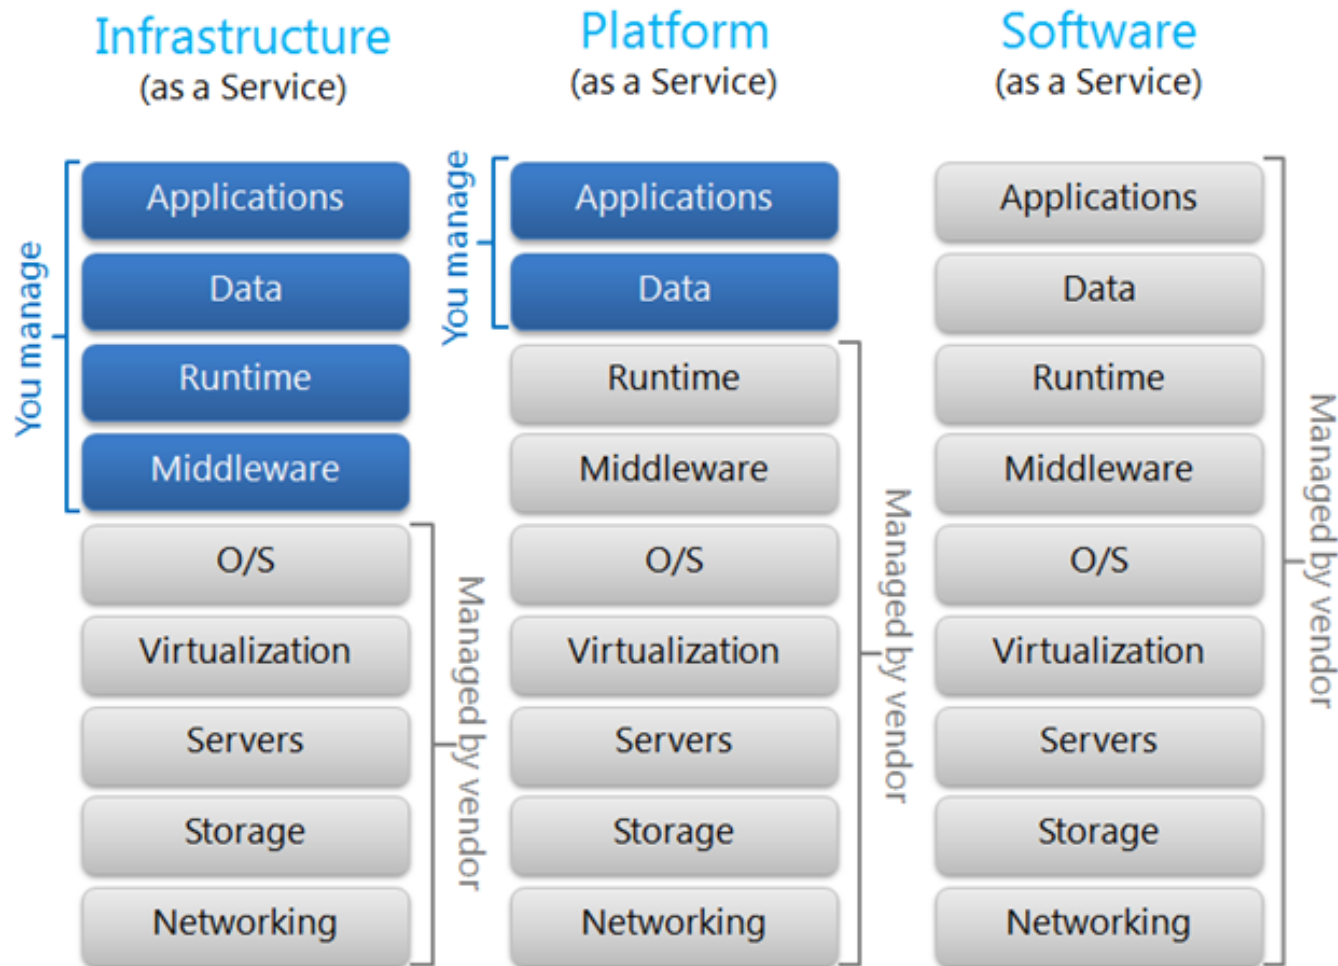 Infrastructure
(as a Service)
You manage
Applications
Data
Runtime
Middleware
O/S
Virtualization
Servers
Storage
Networking
Managed by vendor
Platform
(as a Service)
You manage
Applications
Data
Runtime
Middleware
O/S
Virtualization
Servers
Storage
Networking
Managed by vendor
Software
(as a Service)
Applications
Data
Runtime
Middleware
O/S
Virtualization
Servers
Storage
Networking
Managed by vendor